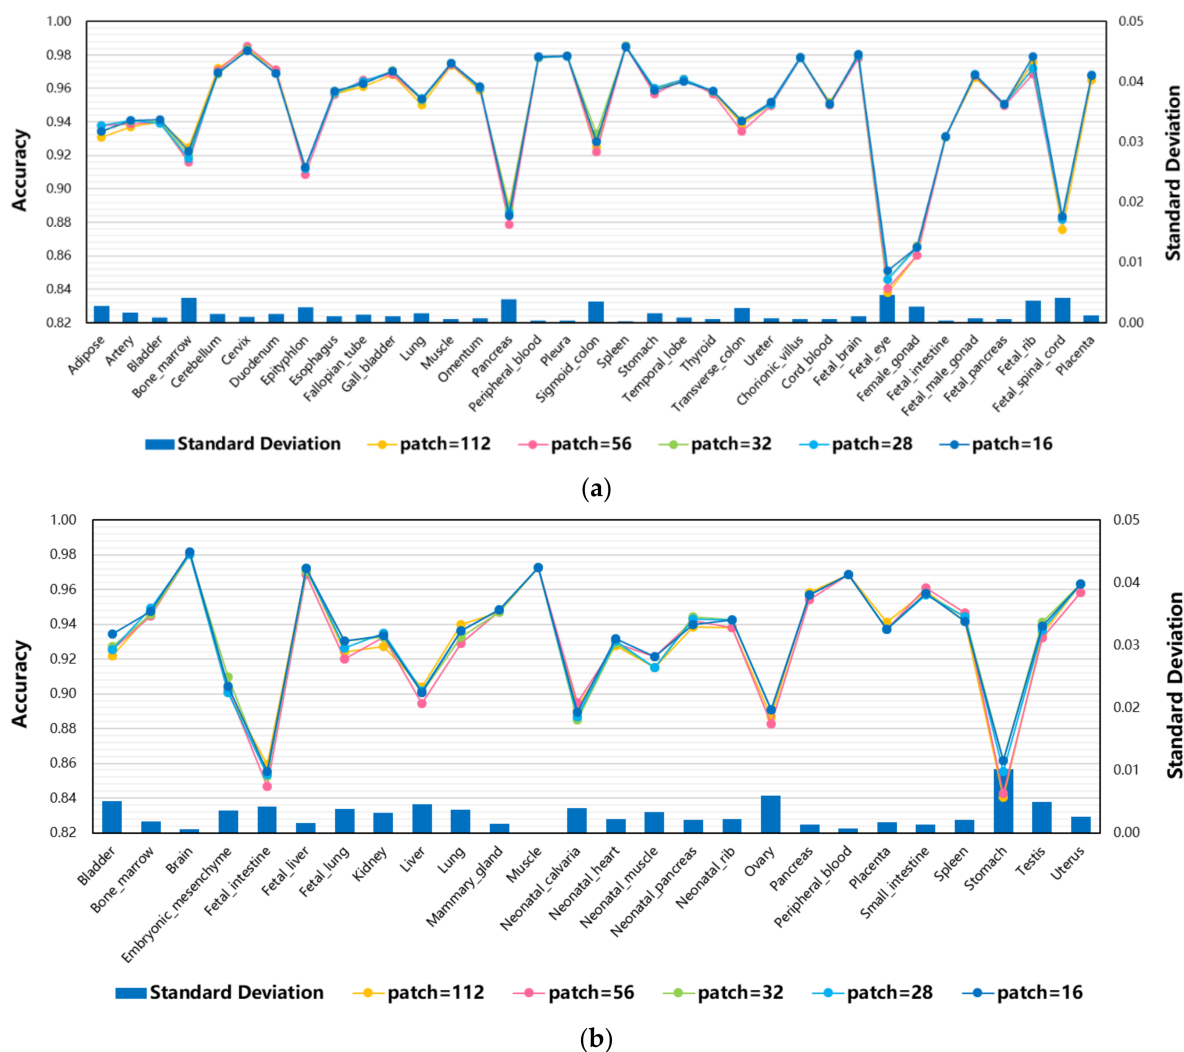 1.00
0.98
0.96
0.94
0.92
0.90
0.88
0.86
0.84
0.82
Accuracy
0.05
0.04
0.03
0.02
0.01
0.00
Standard Deviation
Adipose
Artery
Bladder
Bone_marrow
Cerebellum
Cervix
Duodenum
Epityphlon
Esophagus
Fallopian_tube
Gall_bladder
Lung
Muscle
Omentum
Pancreas
Peripheral_blood
Pleura
Sigmoid_colon
Spleen
Stomach
Temporal_lobe
Thyroid
Transverse_colon
Ureter
Chorionic_villus
Cord_blood
Fetal_brain
Fetal_eye
Female_gonad
Fetal_intestine
Fetal_male_gonad
Fetal_pancreas
Fetal_rib
Fetal_spinal_cord
Placenta
Standard Deviation patch=112 patch=56 patch=32 patch=28 patch=16
(a)
1.00
0.98
0.96
0.94
0.92
0.90
0.88
0.86
0.84
0.82
Accuracy
0.05
0.04
0.03
0.02
0.01
0.00
Standard Deviation
Bladder
Bone_marrow
Brain
Embryonic_mesenchyme
Fetal_intestine
Fetal_liver
Fetal_lung
Kidney
Liver
Lung
Mammary_gland
Muscle
Neonatal_calvaria
Neonatal_heart
Neonatal_muscle
Neonatal_pancreas
Neonatal_rib
Ovary
Pancreas
Peripheral_blood
Placenta
Small_intestine
Spleen
Stomach
Testis
Uterus
Standard Deviation patch=112 patch=56 patch=32 patch=28 patch=16
(b)